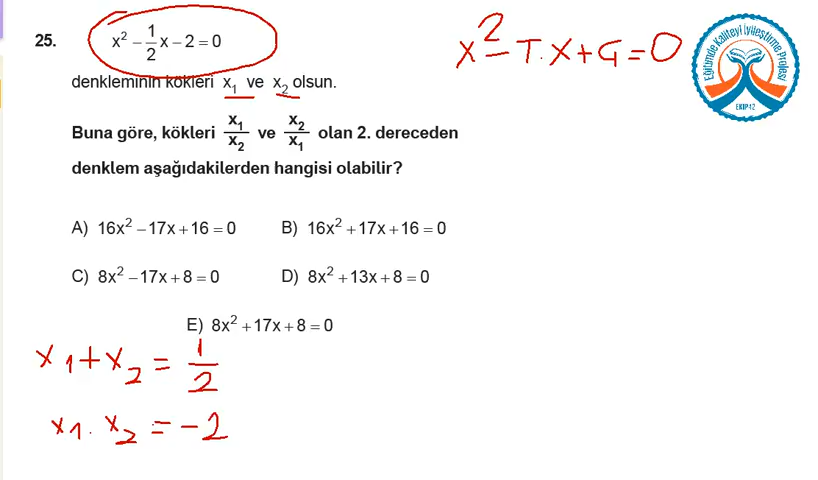 25. x² - 1/2 x - 2 = 0
x² - T.x + G = 0
denkleminin kökleri x₁ ve x₂ olsun.
Buna göre, kökleri x₁/x₂ ve x₂/x₁ olan 2. dereceden
denklem aşağıdakilerden hangisi olabilir?
A) 16x² - 17x + 16 = 0 B) 16x² + 17x + 16 = 0
C) 8x² - 17x + 8 = 0 D) 8x² + 13x + 8 = 0
E) 8x² + 17x + 8 = 0
x₁ + x₂ = 1/2
x₁ . x₂ = -2
Eğitimde Kaliteyi İyileştirme Projesi
EKİP12